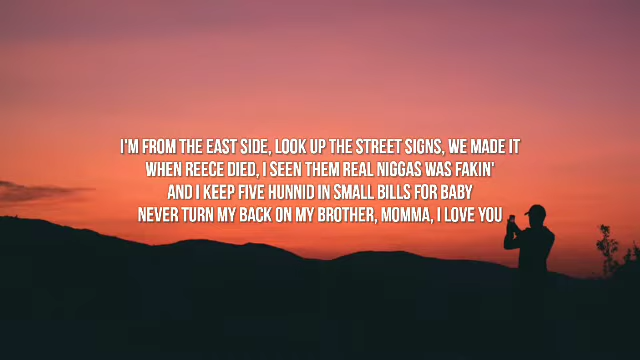 I'M FROM THE EAST SIDE, LOOK UP THE STREET SIGNS, WE MADE IT
WHEN REECE DIED, I SEEN THEM REAL NIGGAS WAS FAKIN'
AND I KEEP FIVE HUNNID IN SMALL BILLS FOR BABY
NEVER TURN MY BACK ON MY BROTHER, MOMMA, I LOVE YOU